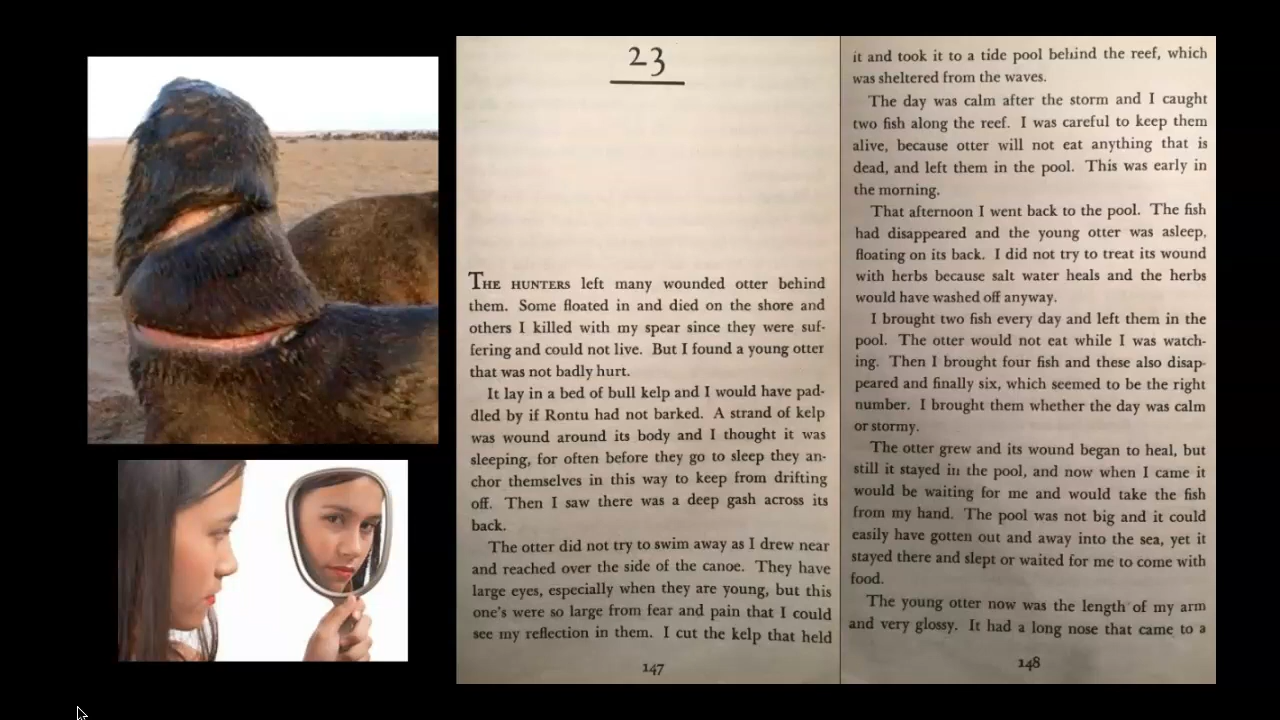 23
THE HUNTERS left many wounded otter behind
them. Some floated in and died on the shore and
others I killed with my spear since they were suf-
fering and could not live. But I found a young otter
that was not badly hurt.
It lay in a bed of bull kelp and I would have pad-
dled by if Rontu had not barked. A strand of kelp
was wound around its body and I thought it was
sleeping, for often before they go to sleep they an-
chor themselves in this way to keep from drifting
off. Then I saw there was a deep gash across its
back.
The otter did not try to swim away as I drew near
and reached over the side of the canoe. They have
large eyes, especially when they are young, but this
one's were so large from fear and pain that I could
see my reflection in them. I cut the kelp that held
147
it and took it to a tide pool behind the reef, which
was sheltered from the waves.
The day was calm after the storm and I caught
two fish along the reef. I was careful to keep them
alive, because otter will not eat anything that is
dead, and left them in the pool. This was early in
the morning.
That afternoon I went back to the pool. The fish
had disappeared and the young otter was asleep,
floating on its back. I did not try to treat its wound
with herbs because salt water heals and the herbs
would have washed off anyway.
I brought two fish every day and left them in the
pool. The otter would not eat while I was watch-
ing. Then I brought four fish and these also disap-
peared and finally six, which seemed to be the right
number. I brought them whether the day was calm
or stormy.
The otter grew and its wound began to heal, but
still it stayed in the pool, and now when I came it
would be waiting for me and would take the fish
from my hand. The pool was not big and it could
easily have gotten out and away into the sea, yet it
stayed there and slept or waited for me to come with
food.
The young otter now was the length of my arm
and very glossy. It had a long nose that came to a
148